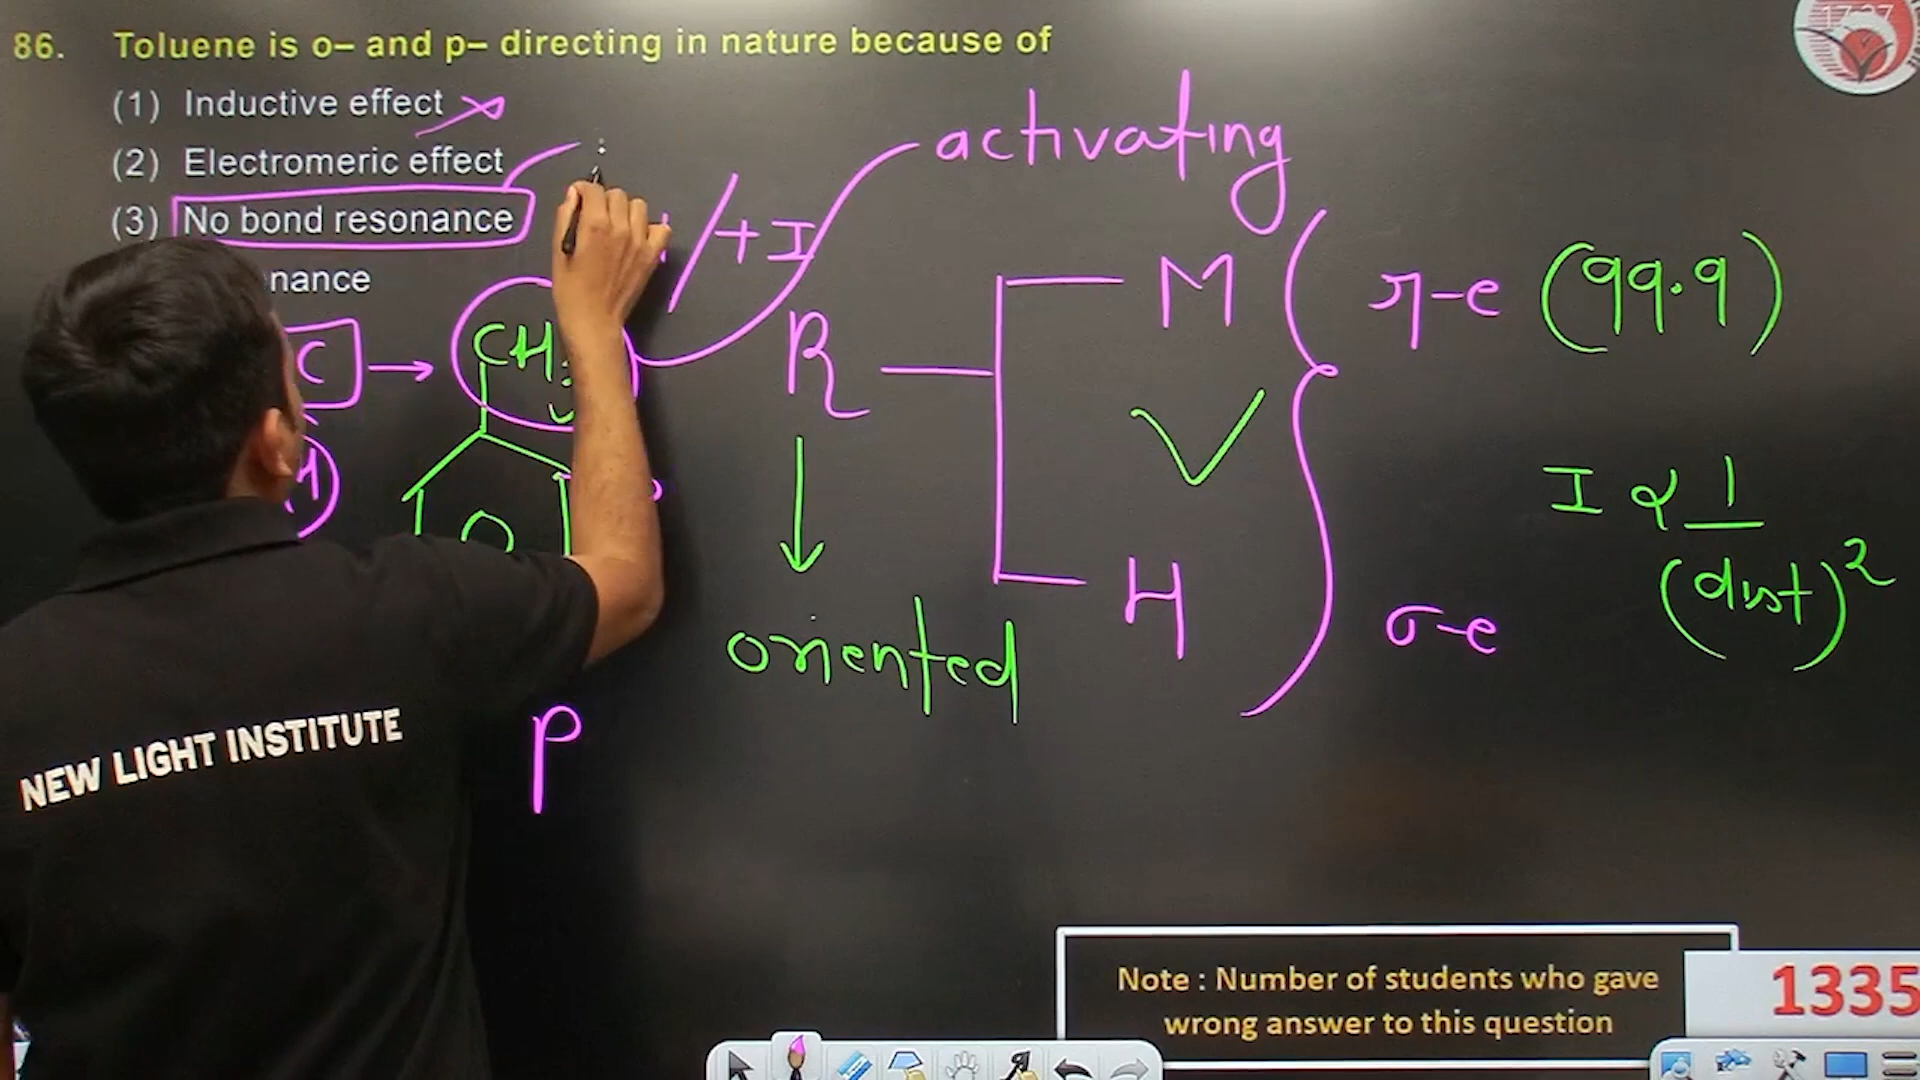 86. Toluene is o– and p– directing in nature because of
(1) Inductive effect
(2) Electromeric effect
(3) No bond resonance
nance
activating
/ +I
C → CH3
H
R
M
H
π-e (99.9)
σ-e
I α 1
(dist)²
oriented
P
NEW LIGHT INSTITUTE
Note : Number of students who gave
wrong answer to this question
1335